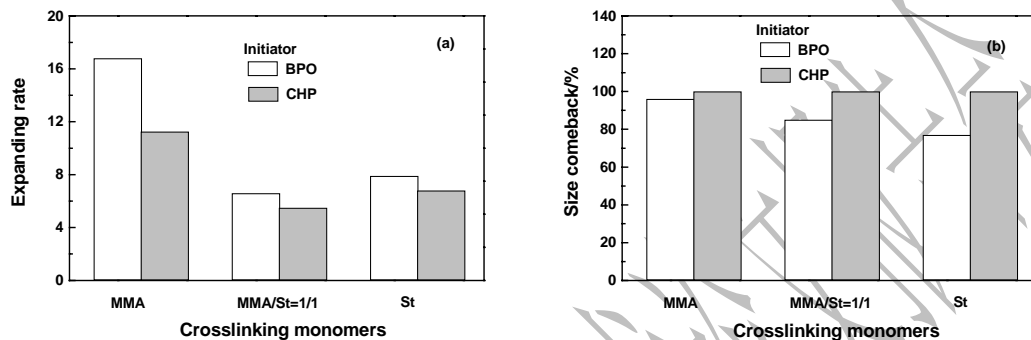 20
16
12
8
4
0
Expanding rate
Initiator
BPO
CHP
(a)
MMA
MMA/St=1/1
St
Crosslinking monomers
140
120
100
80
60
40
20
0
Size comeback/%
Initiator
BPO
CHP
(b)
MMA
MMA/St=1/1
St
Crosslinking monomers